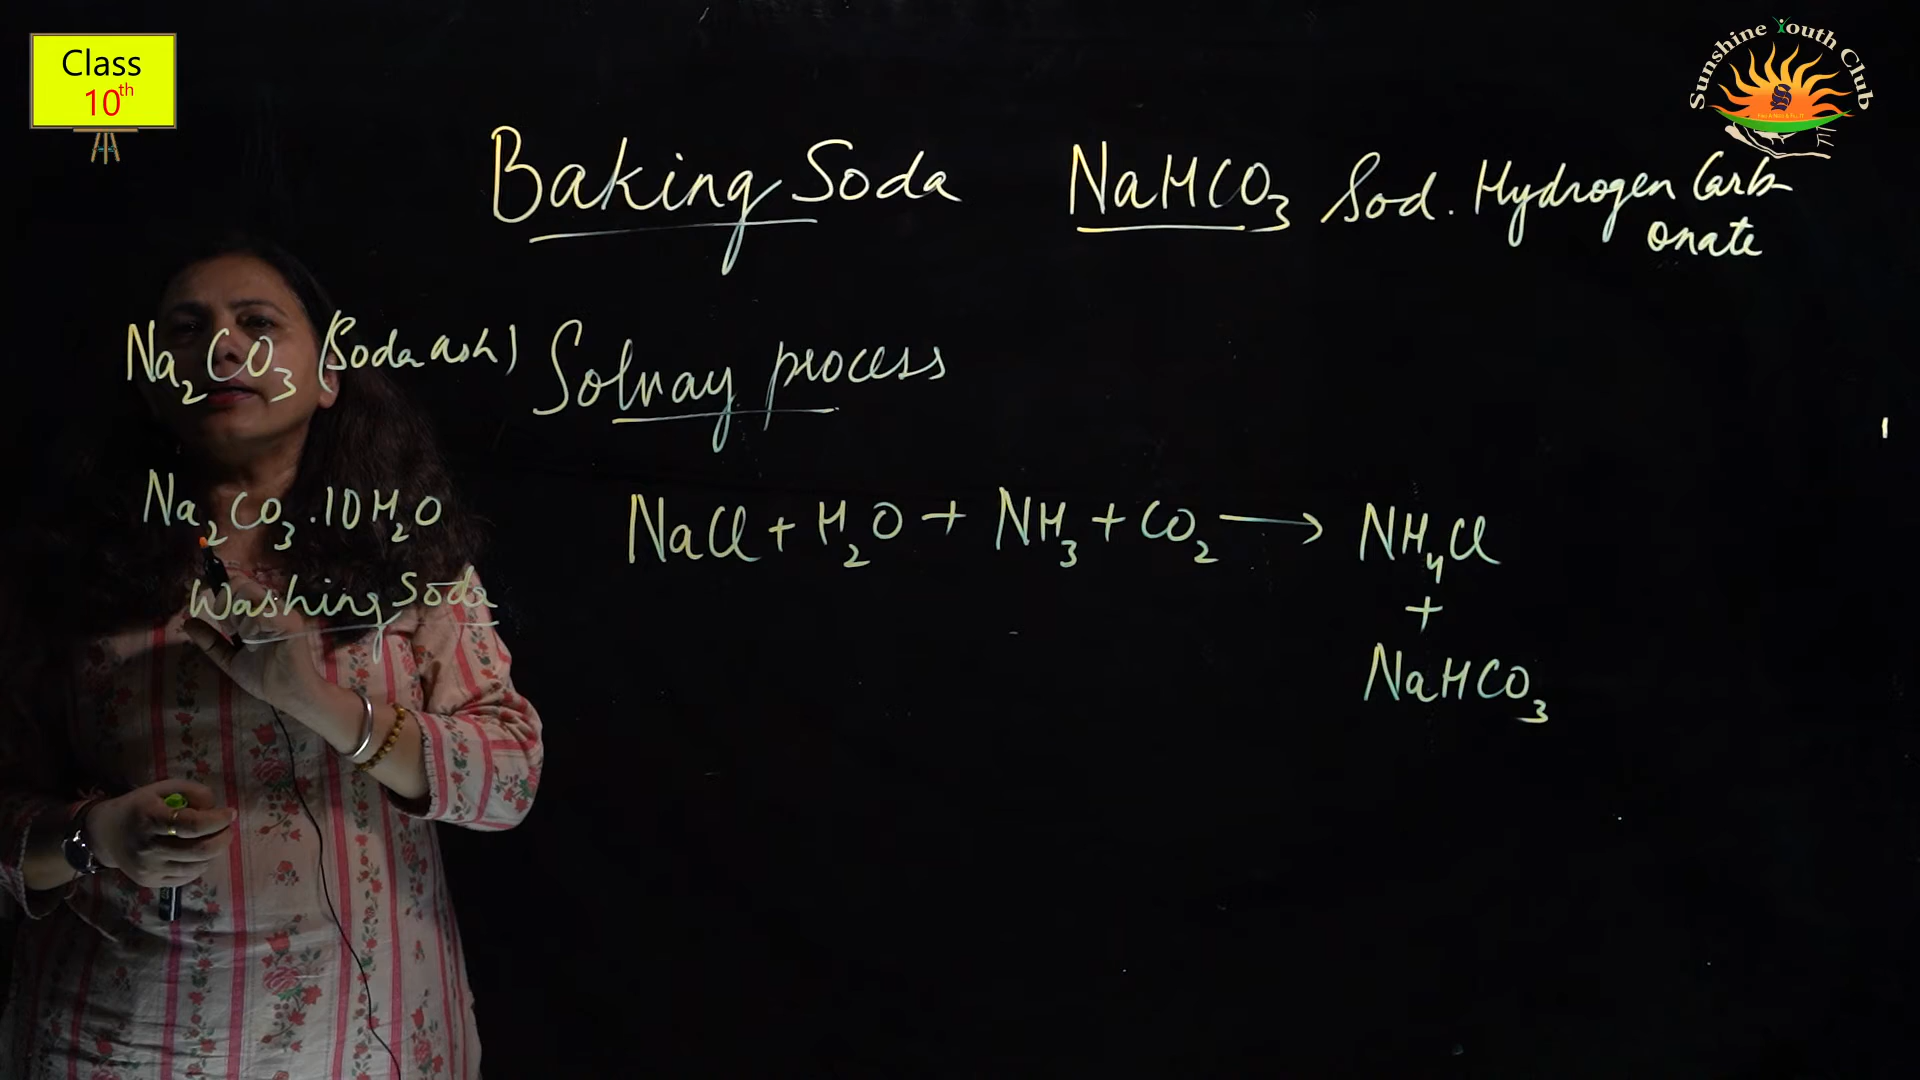 Class
10th
Sunshine Youth Club
Baking Soda NaHCO3 Sod. Hydrogen Carb
onate
Na2CO3 (Soda ash) Solvay process
Na2CO3.10H2O
Washing Soda
NaCl + H2O + NH3 + CO2 → NH4Cl
+
NaHCO3